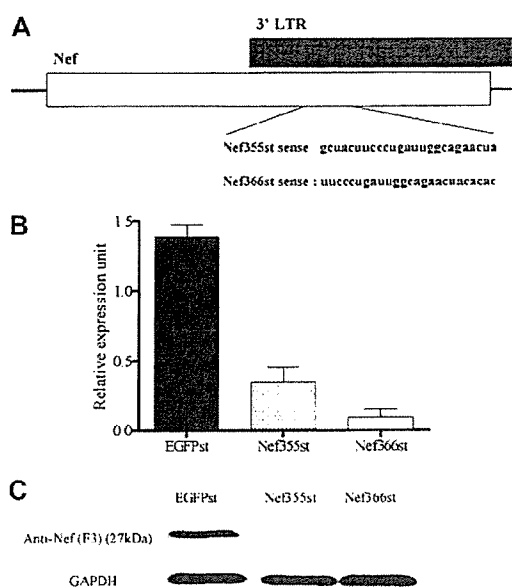 A
3' LTR
Nef
Nef355st sense gcuacuucccugauuggcagaacua
Nef366st sense : uucccugauuggcagaacuacacac
B
Relative expression unit
1.5
1.0
0.5
0.0
EGFPst
Nef355st
Nef366st
C
EGFPst Nef355st Nef366st
Anti-Nef (F3) (27kDa)
GAPDH